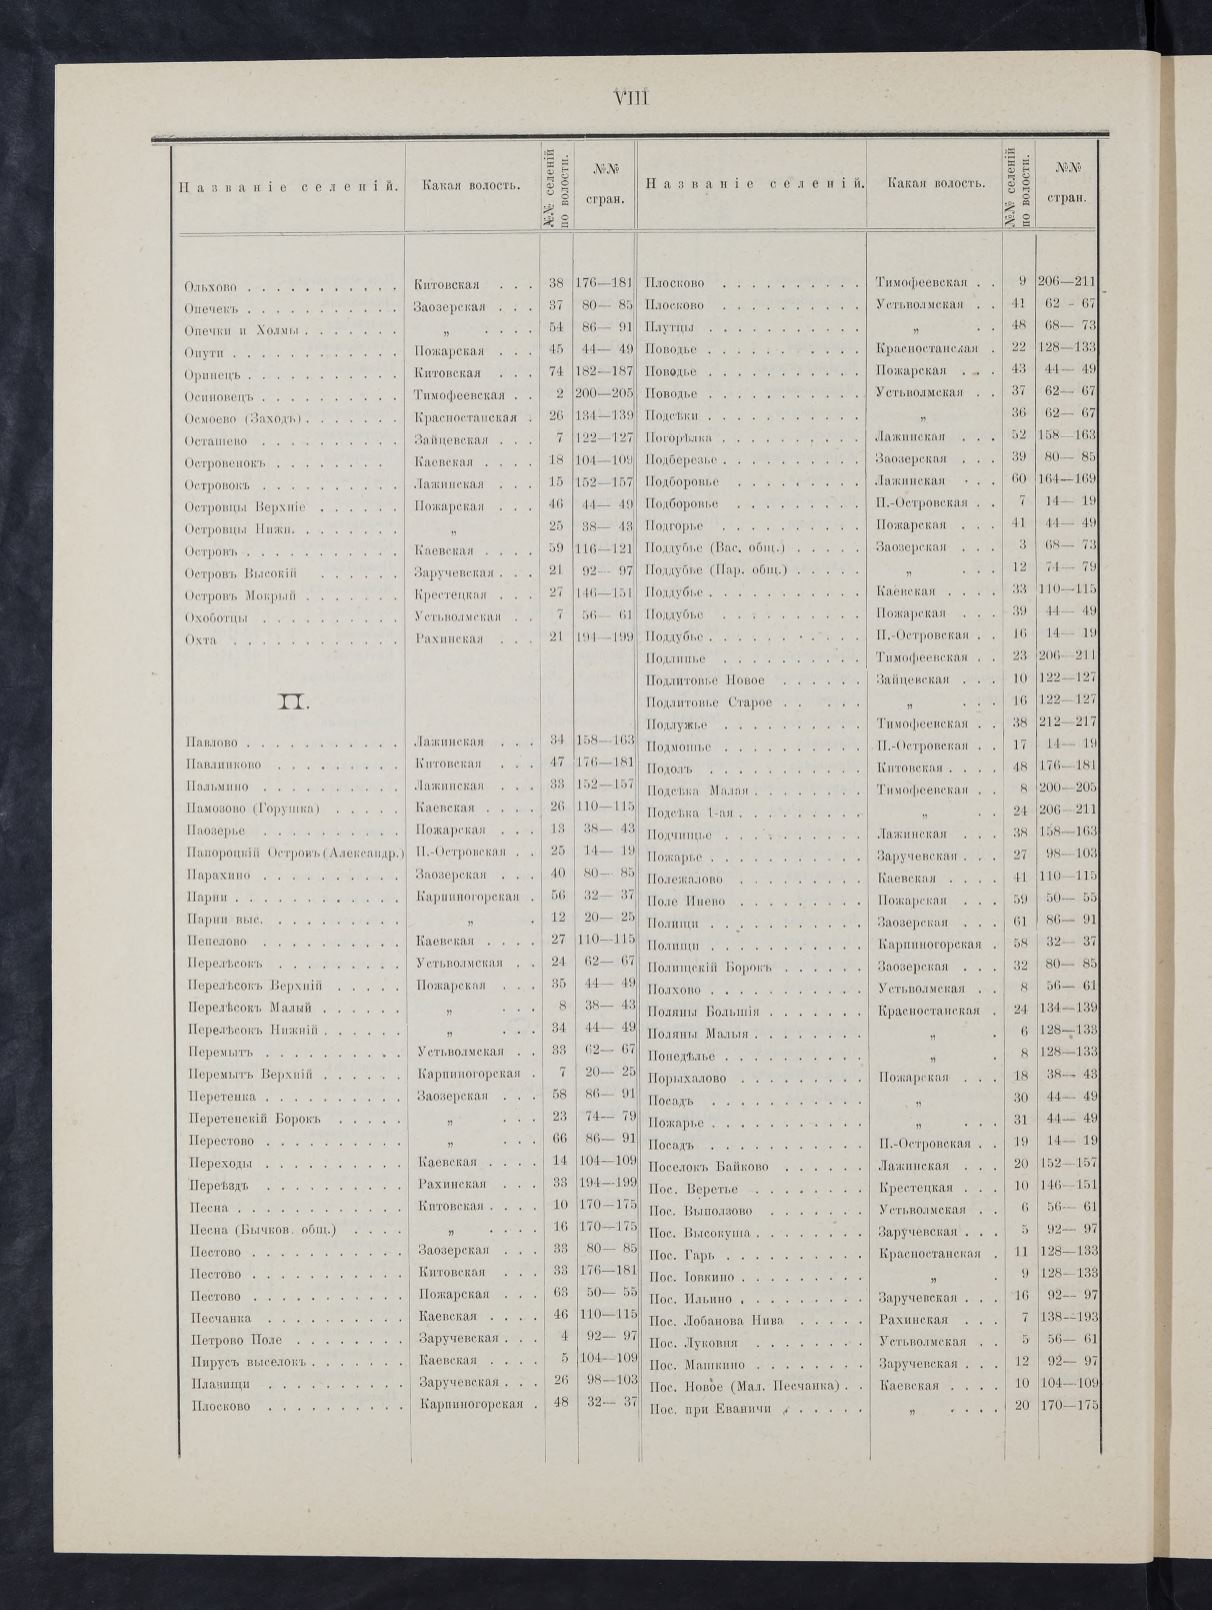 VIII
Названіе селеній. Какая волость. №№ селеній по волости. №№ стран.
Ольхово Китовская 38 176—181
Опечекъ Заозерская 37 80—85
Опечки и Холмы „ 54 86—91
Опути Пожарская 45 44—49
Оринецъ Китовская 74 182—187
Осиновецъ Тимофеевская 2 200—205
Осмоево (Заходъ) Красностанская 26 134—139
Осташево Зайцевская 7 122—127
Островенокъ Каевская 18 104—109
Островокъ Лажинская 15 152—157
Островцы Верхніе Пожарская 46 44—49
Островцы Нижн. „ 25 38—43
Островъ Каевская 59 116—121
Островъ Высокій Заручевская 21 92—97
Островъ Мокрый Крестецкая 27 146—151
Охоботцы Устьволмская 7 56—61
Охта Рахинская 21 194—199
П.
Павлово Лажинская 34 158—163
Павлинково Китовская 47 176—181
Пальмино Лажинская 33 152—157
Памозово (Горушка) Каевская 26 110—115
Паозерье Пожарская 13 38—43
Папороцкій Островъ (Александр.) П.-Островская 25 14—19
Парахино Заозерская 40 80—85
Парни Карпиногорская 56 32—37
Парни выс. „ 12 20—25
Пепелово Каевская 27 110—115
Перелѣсокъ Устьволмская 24 62—67
Перелѣсокъ Верхній Пожарская 35 44—49
Перелѣсокъ Малый „ 8 38—43
Перелѣсокъ Нижній „ 34 44—49
Перемытъ Устьволмская 33 62—67
Перемытъ Верхній Карпиногорская 7 20—25
Перетенка Заозерская 58 86—91
Перетенскій Борокъ „ 23 74—79
Перестово „ 66 86—91
Переходы Каевская 14 104—109
Переѣздъ Рахинская 33 194—199
Песна Китовская 10 170—175
Песна (Бычков. общ.) „ 16 170—175
Пестово Заозерская 33 80—85
Пестово Китовская 33 176—181
Пестово Пожарская 63 50—55
Песчанка Каевская 46 110—115
Петрово Поле Заручевская 4 92—97
Пирусъ выселокъ Каевская 5 104—109
Плавищи Заручевская 26 98—103
Плосково Карпиногорская 48 32—37
Названіе селеній. Какая волость. №№ селеній по волости. №№ стран.
Плосково Тимофеевская 9 206—211
Плосково Устьволмская 41 62-67
Плутцы „ 48 68—73
Поводье Красностанская 22 128—133
Поводье Пожарская 43 44—49
Поводье Устьволмская 37 62—67
Подсѣки „ 36 62—67
Погорѣлка Лажинская 52 158—163
Подберезье Заозерская 39 80—85
Подборовье Лажинская 60 164—169
Подборовье П.-Островская 7 14—19
Подгорье Пожарская 41 44—49
Поддубье (Вас. общ.) Заозерская 3 68—73
Поддубье (Пар. общ.) „ 12 74—79
Поддубье Каевская 33 110—115
Поддубье Пожарская 39 44—49
Поддубье П.-Островская 16 14—19
Подлипье Тимофеевская 23 206—211
Подлитовье Новое Зайцевская 10 122—127
Подлитовье Старое „ 16 122—127
Подлужье Тимофеевская 38 212—217
Подмошье П.-Островская 17 14—19
Подолъ Китовская 48 176—181
Подсѣка Малая Тимофеевская 8 200—205
Подсѣка 1-ая „ 24 206—211
Подчищье Лажинская 38 158—163
Пожарье Заручевская 27 98—103
Полежалово Каевская 41 110—115
Поле Инево Пожарская 59 50—55
Полищи Заозерская 61 86—91
Полищи Карпиногорская 58 32—37
Полищскій Борокъ Заозерская 32 80—85
Полхово Устьволмская 8 56—61
Поляны Большія Красностанская 24 134—139
Поляны Малыя „ 6 128—133
Понедѣлье „ 8 128—133
Порыхалово Пожарская 18 38—43
Посадъ „ 30 44—49
Пожарье „ 31 44—49
Посадъ П.-Островская 19 14—19
Поселокъ Байково Лажинская 20 152—157
Пос. Веретье Крестецкая 10 146—151
Пос. Выползово Устьволмская 6 56—61
Пос. Высокуша Заручевская 5 92—97
Пос. Гарь Красностанская 11 128—133
Пос. Іовкино „ 9 128—133
Пос. Ильино Заручевская 16 92—97
Пос. Лобанова Нива Рахинская 7 138—193
Пос. Луковня Устьволмская 5 56—61
Пос. Машкино Заручевская 12 92—97
Пос. Новое (Мал. Песчанка) Каевская 10 104—109
Пос. при Еваничи „ 20 170—175